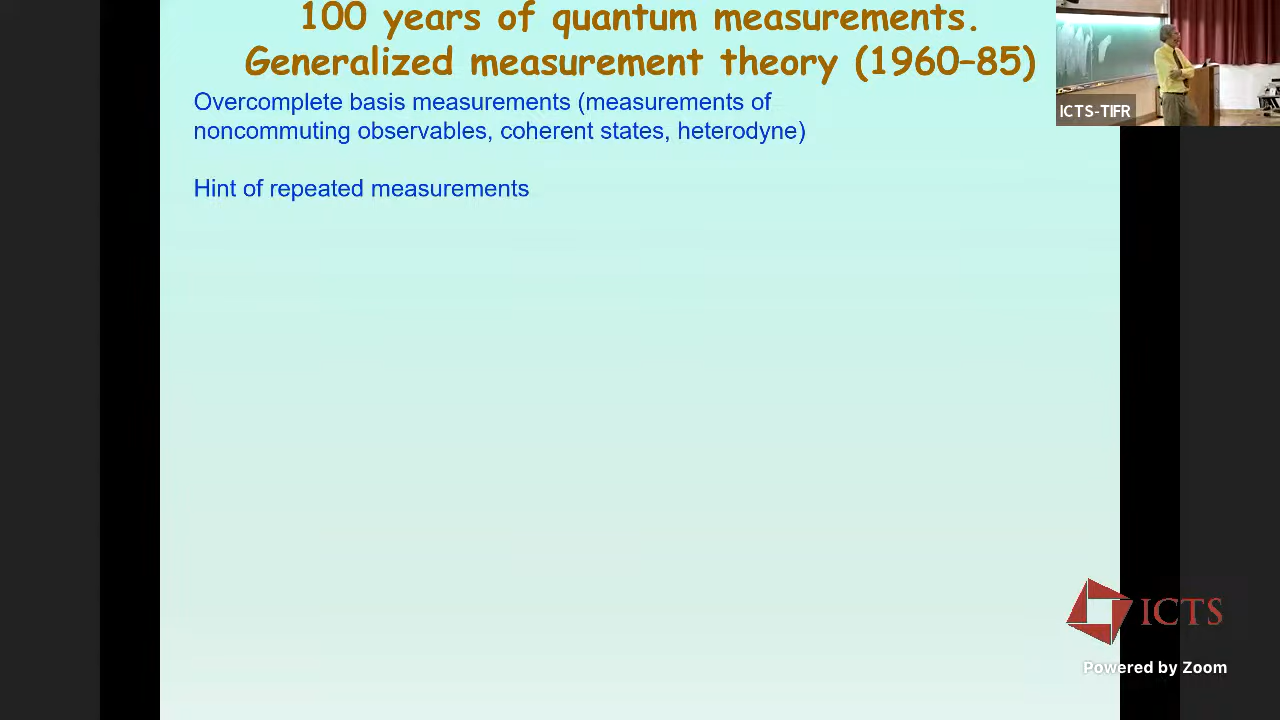 100 years of quantum measurements.
Generalized measurement theory (1960–85)
Overcomplete basis measurements (measurements of
noncommuting observables, coherent states, heterodyne)
Hint of repeated measurements
ICTS-TIFR
ICTS
Powered by Zoom